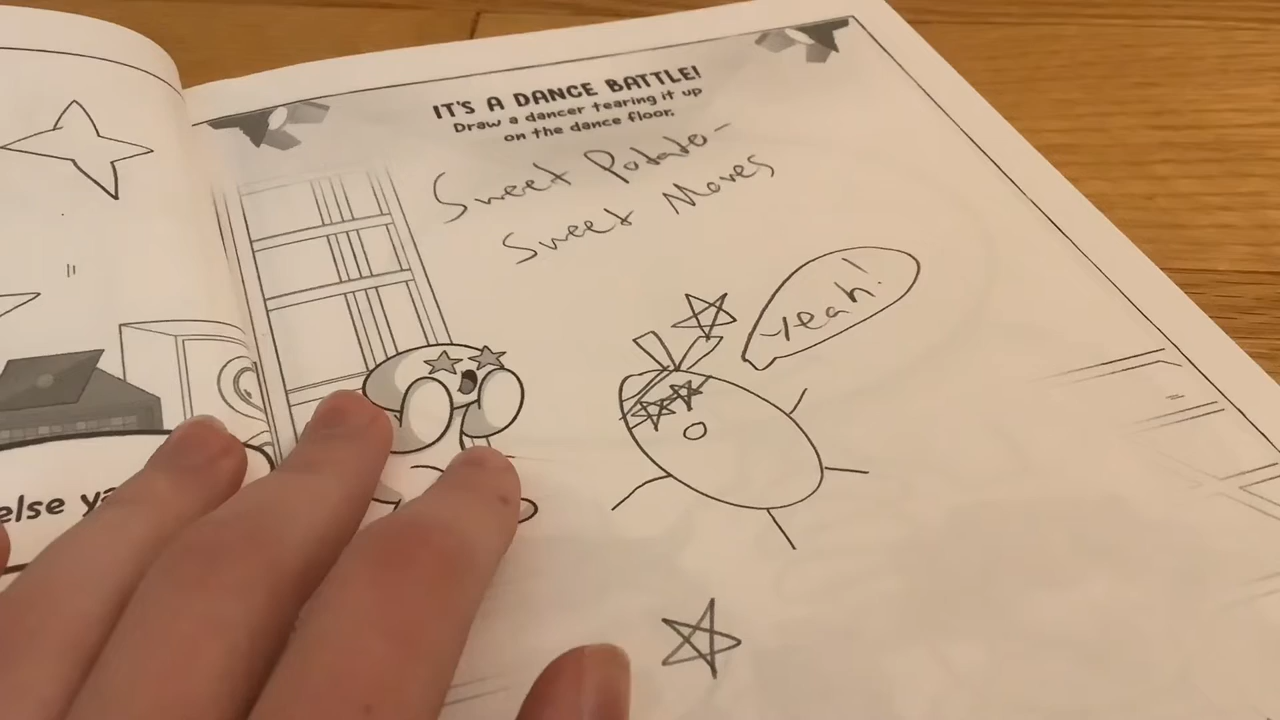 IT'S A DANCE BATTLE!
Draw a dancer tearing it up
on the dance floor.
Sweet Potato-
Sweet Moves
Yeah!
else ya